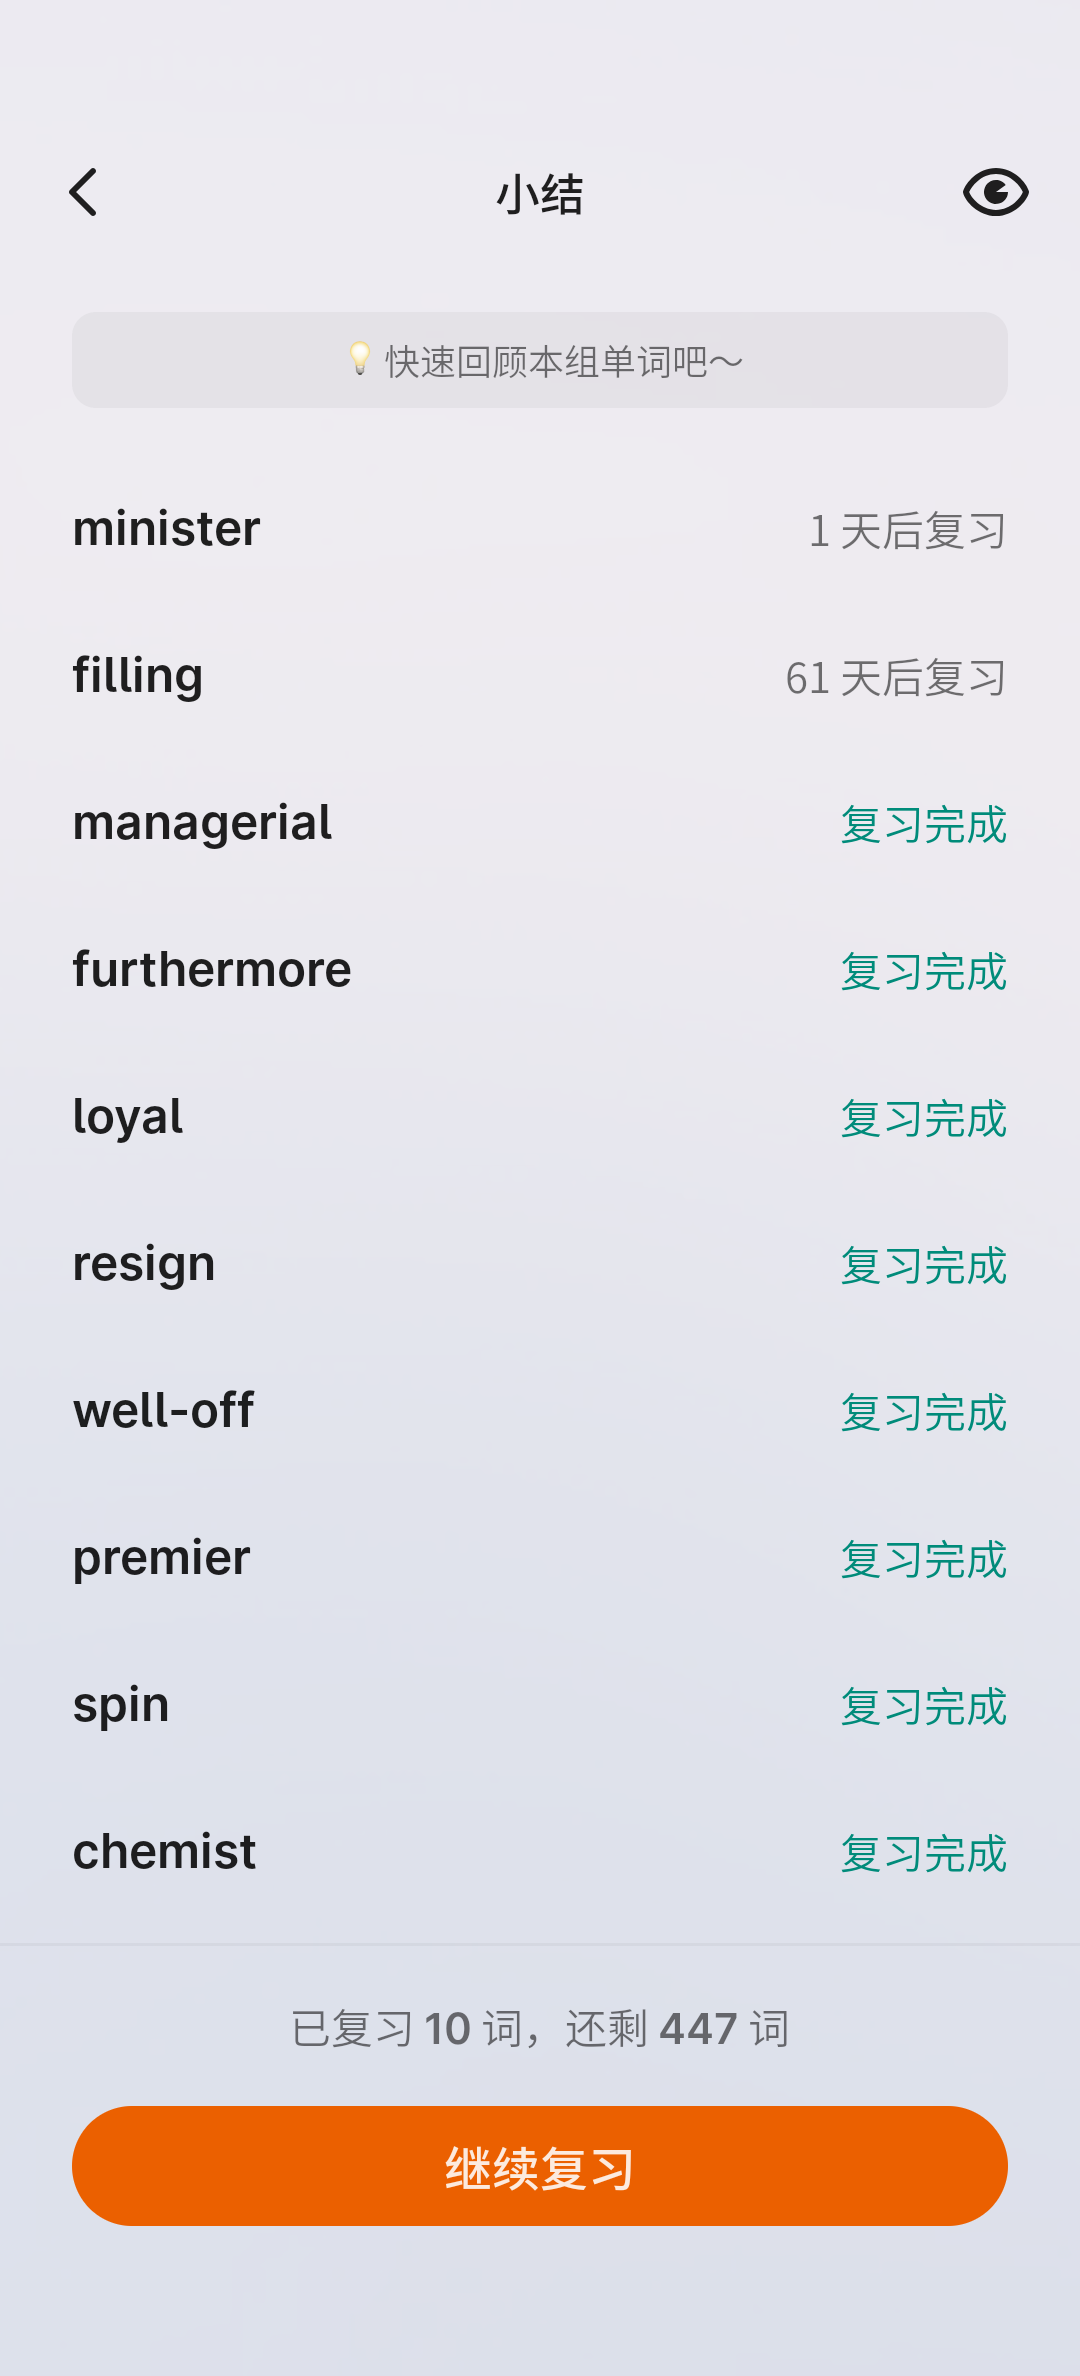 小结
💡 快速回顾本组单词吧～
minister 1 天后复习
filling 61 天后复习
managerial 复习完成
furthermore 复习完成
loyal 复习完成
resign 复习完成
well-off 复习完成
premier 复习完成
spin 复习完成
chemist 复习完成
已复习 10 词，还剩 447 词
继续复习